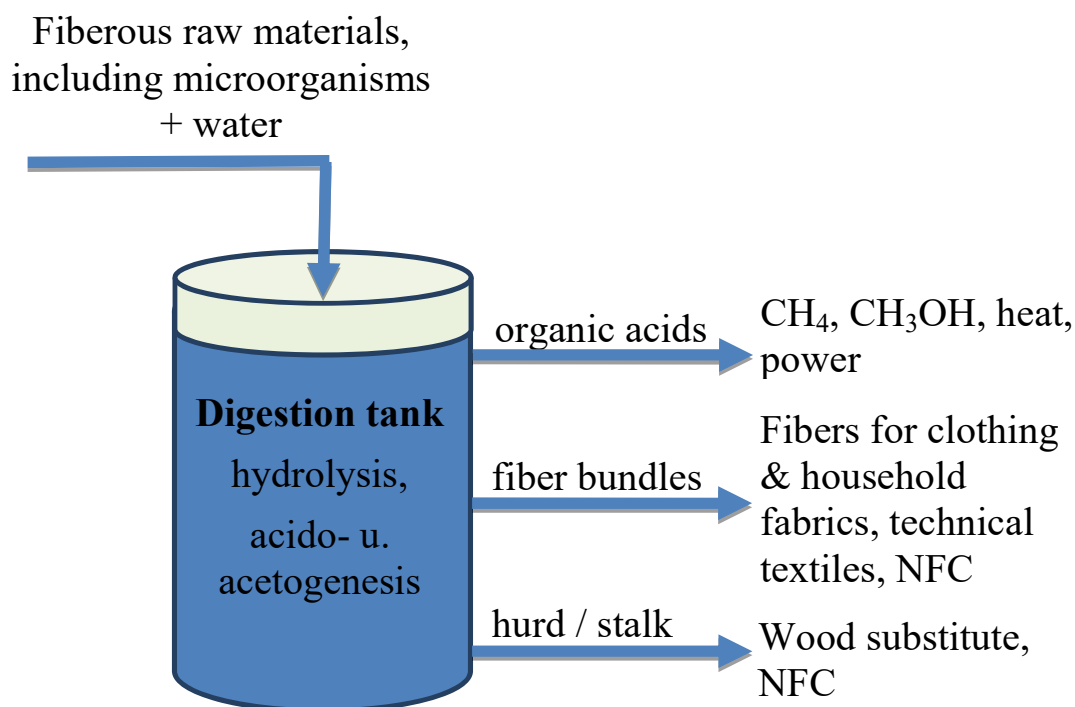 Fiberous raw materials,
including microorganisms
+ water
organic acids
CH₄, CH₃OH, heat,
power
Digestion tank
hydrolysis,
acido- u.
acetogenesis
fiber bundles
Fibers for clothing
& household
fabrics, technical
textiles, NFC
hurd / stalk
Wood substitute,
NFC